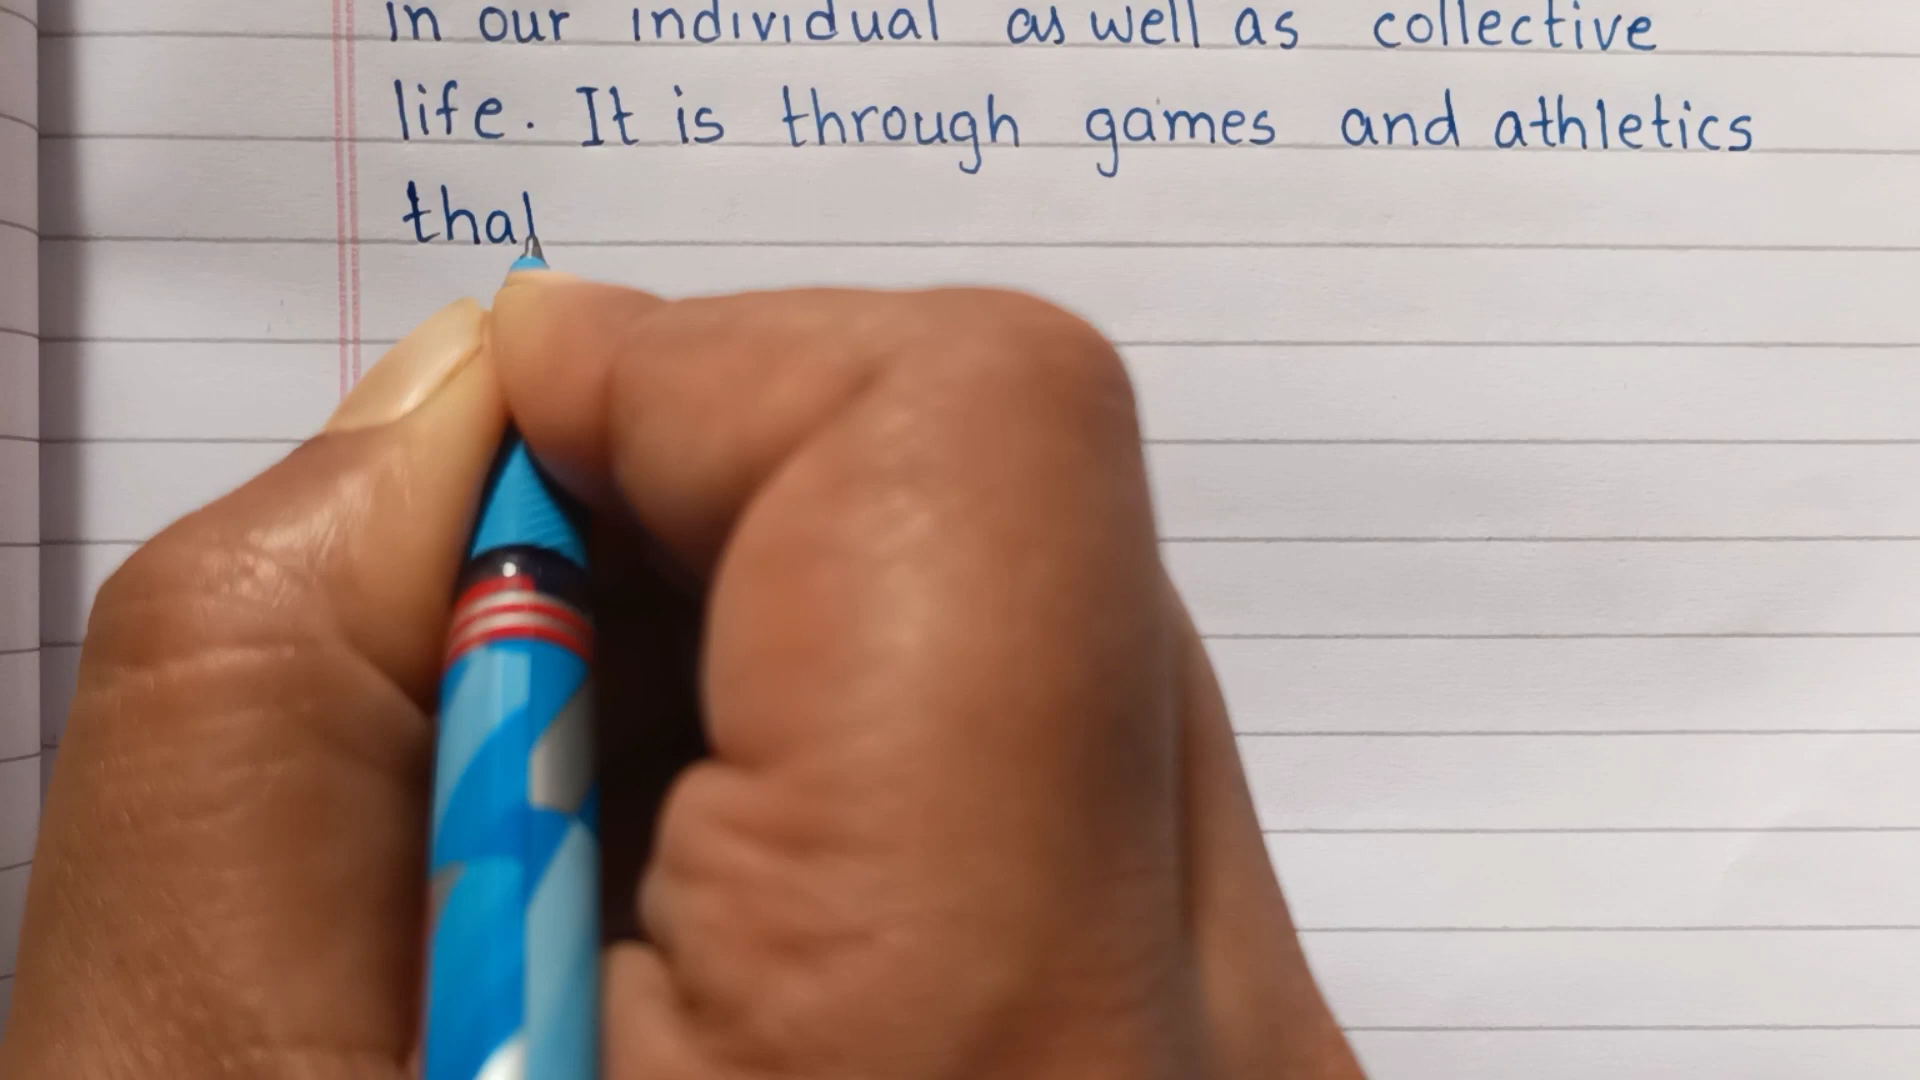 in our individual as well as collective
life. It is through games and athletics
thal